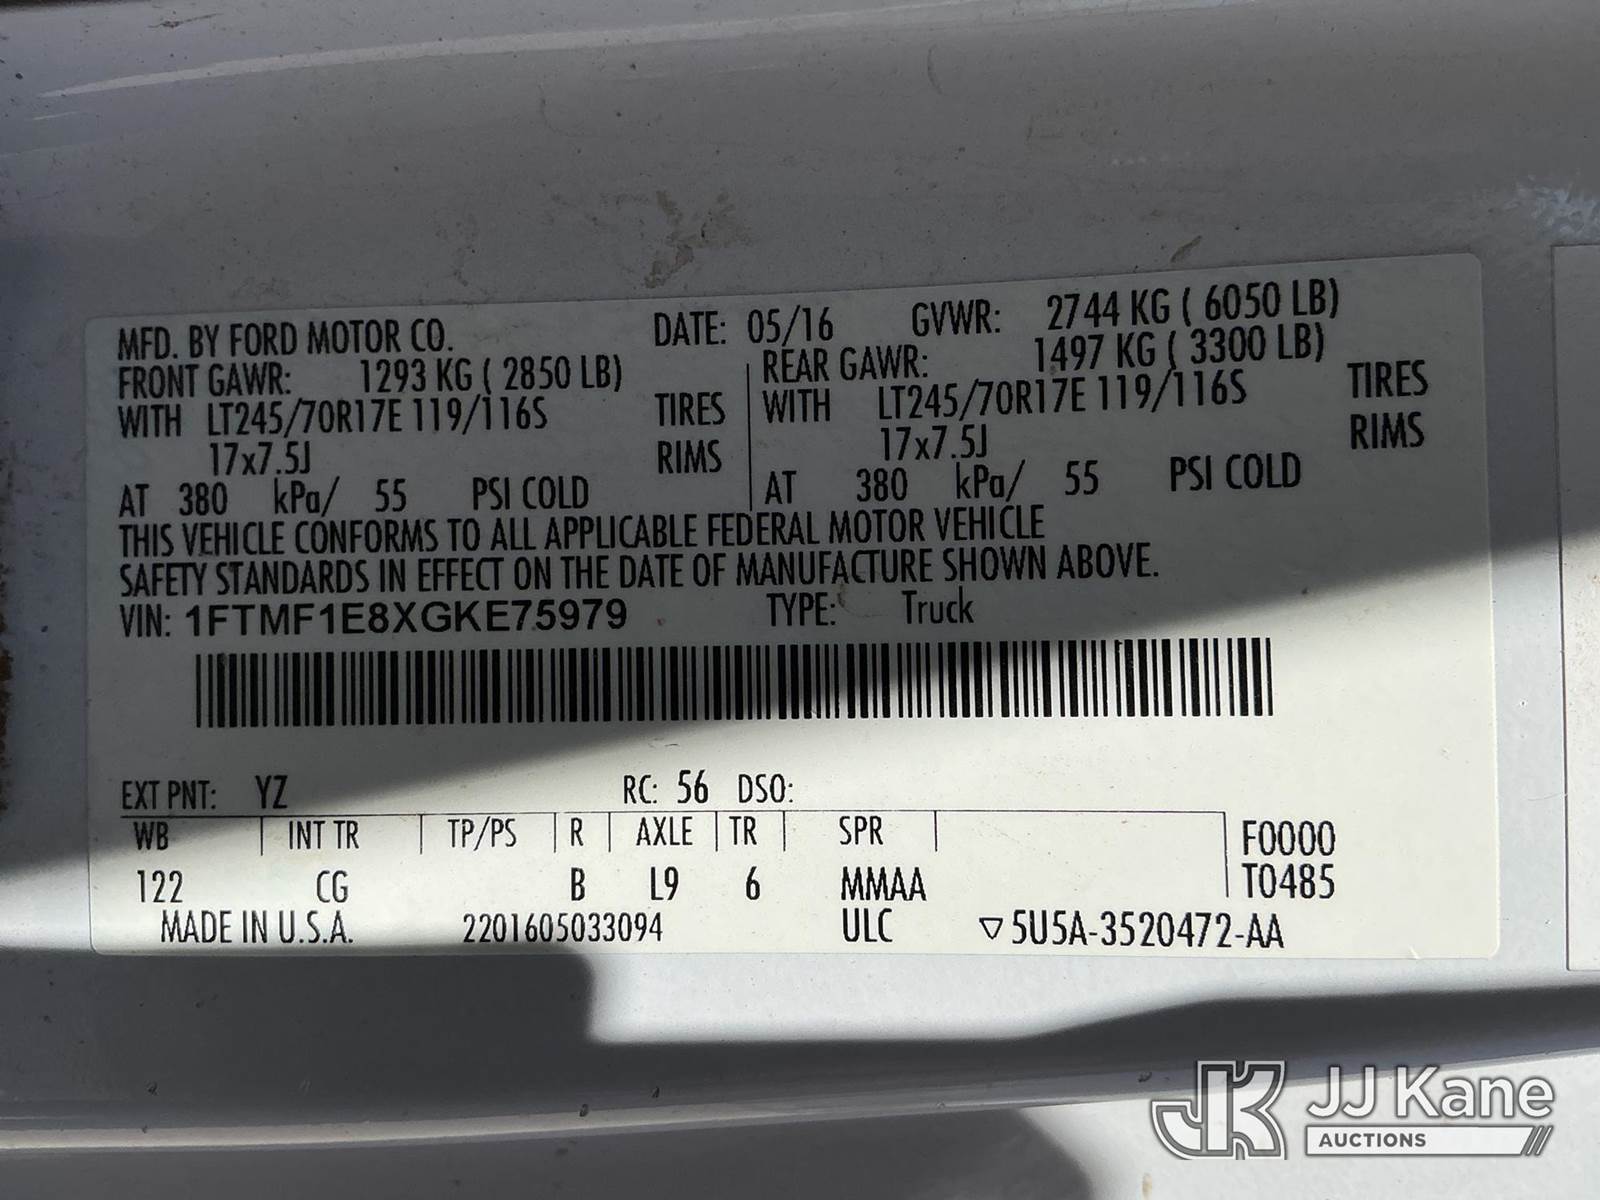 MFD. BY FORD MOTOR CO. DATE: 05/16 GVWR: 2744 KG ( 6050 LB)
FRONT GAWR: 1293 KG ( 2850 LB) REAR GAWR: 1497 KG ( 3300 LB)
WITH LT245/70R17E 119/116S TIRES WITH LT245/70R17E 119/116S TIRES
17x7.5J RIMS 17x7.5J RIMS
AT 380 kPa/ 55 PSI COLD AT 380 kPa/ 55 PSI COLD
THIS VEHICLE CONFORMS TO ALL APPLICABLE FEDERAL MOTOR VEHICLE
SAFETY STANDARDS IN EFFECT ON THE DATE OF MANUFACTURE SHOWN ABOVE.
VIN: 1FTMF1E8XGKE75979 TYPE: Truck
EXT PNT: YZ RC: 56 DSO:
WB INT TR TP/PS R AXLE TR SPR F0000
122 CG B L9 6 MMAA T0485
MADE IN U.S.A. 2201605033094 ULC ▽5U5A-3520472-AA
JK JJ Kane
AUCTIONS